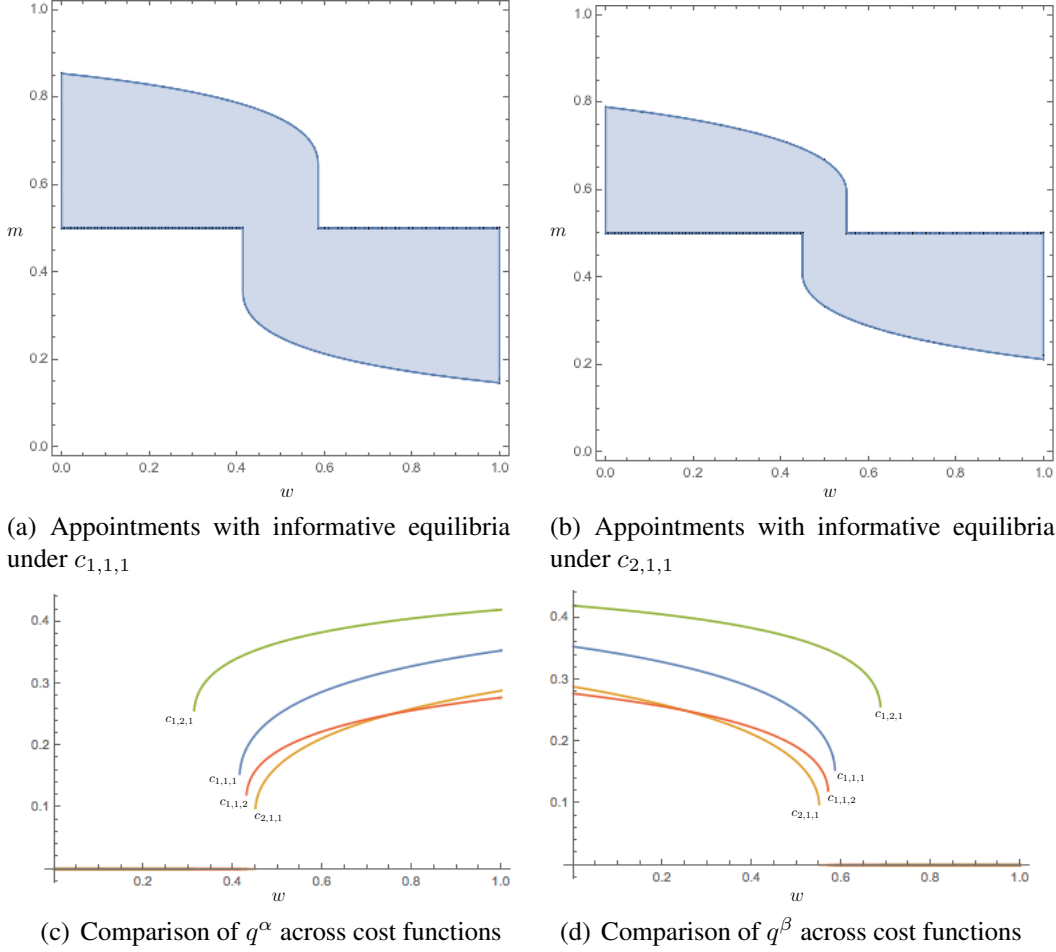 1.0
0.8
0.6
m
0.4
0.2
0.0
0.0 0.2 0.4 0.6 0.8 1.0
w
(a) Appointments with informative equilibria
under c1,1,1
1.0
0.8
0.6
m
0.4
0.2
0.0
0.0 0.2 0.4 0.6 0.8 1.0
w
(b) Appointments with informative equilibria
under c2,1,1
0.4
0.3
0.2
0.1
c1,2,1
c1,1,1
c1,1,2
c2,1,1
0.2 0.4 0.6 0.8 1.0
w
(c) Comparison of qα across cost functions
0.4
0.3
0.2
0.1
c1,2,1
c1,1,1
c1,1,2
c2,1,1
0.2 0.4 0.6 0.8 1.0
w
(d) Comparison of qβ across cost functions